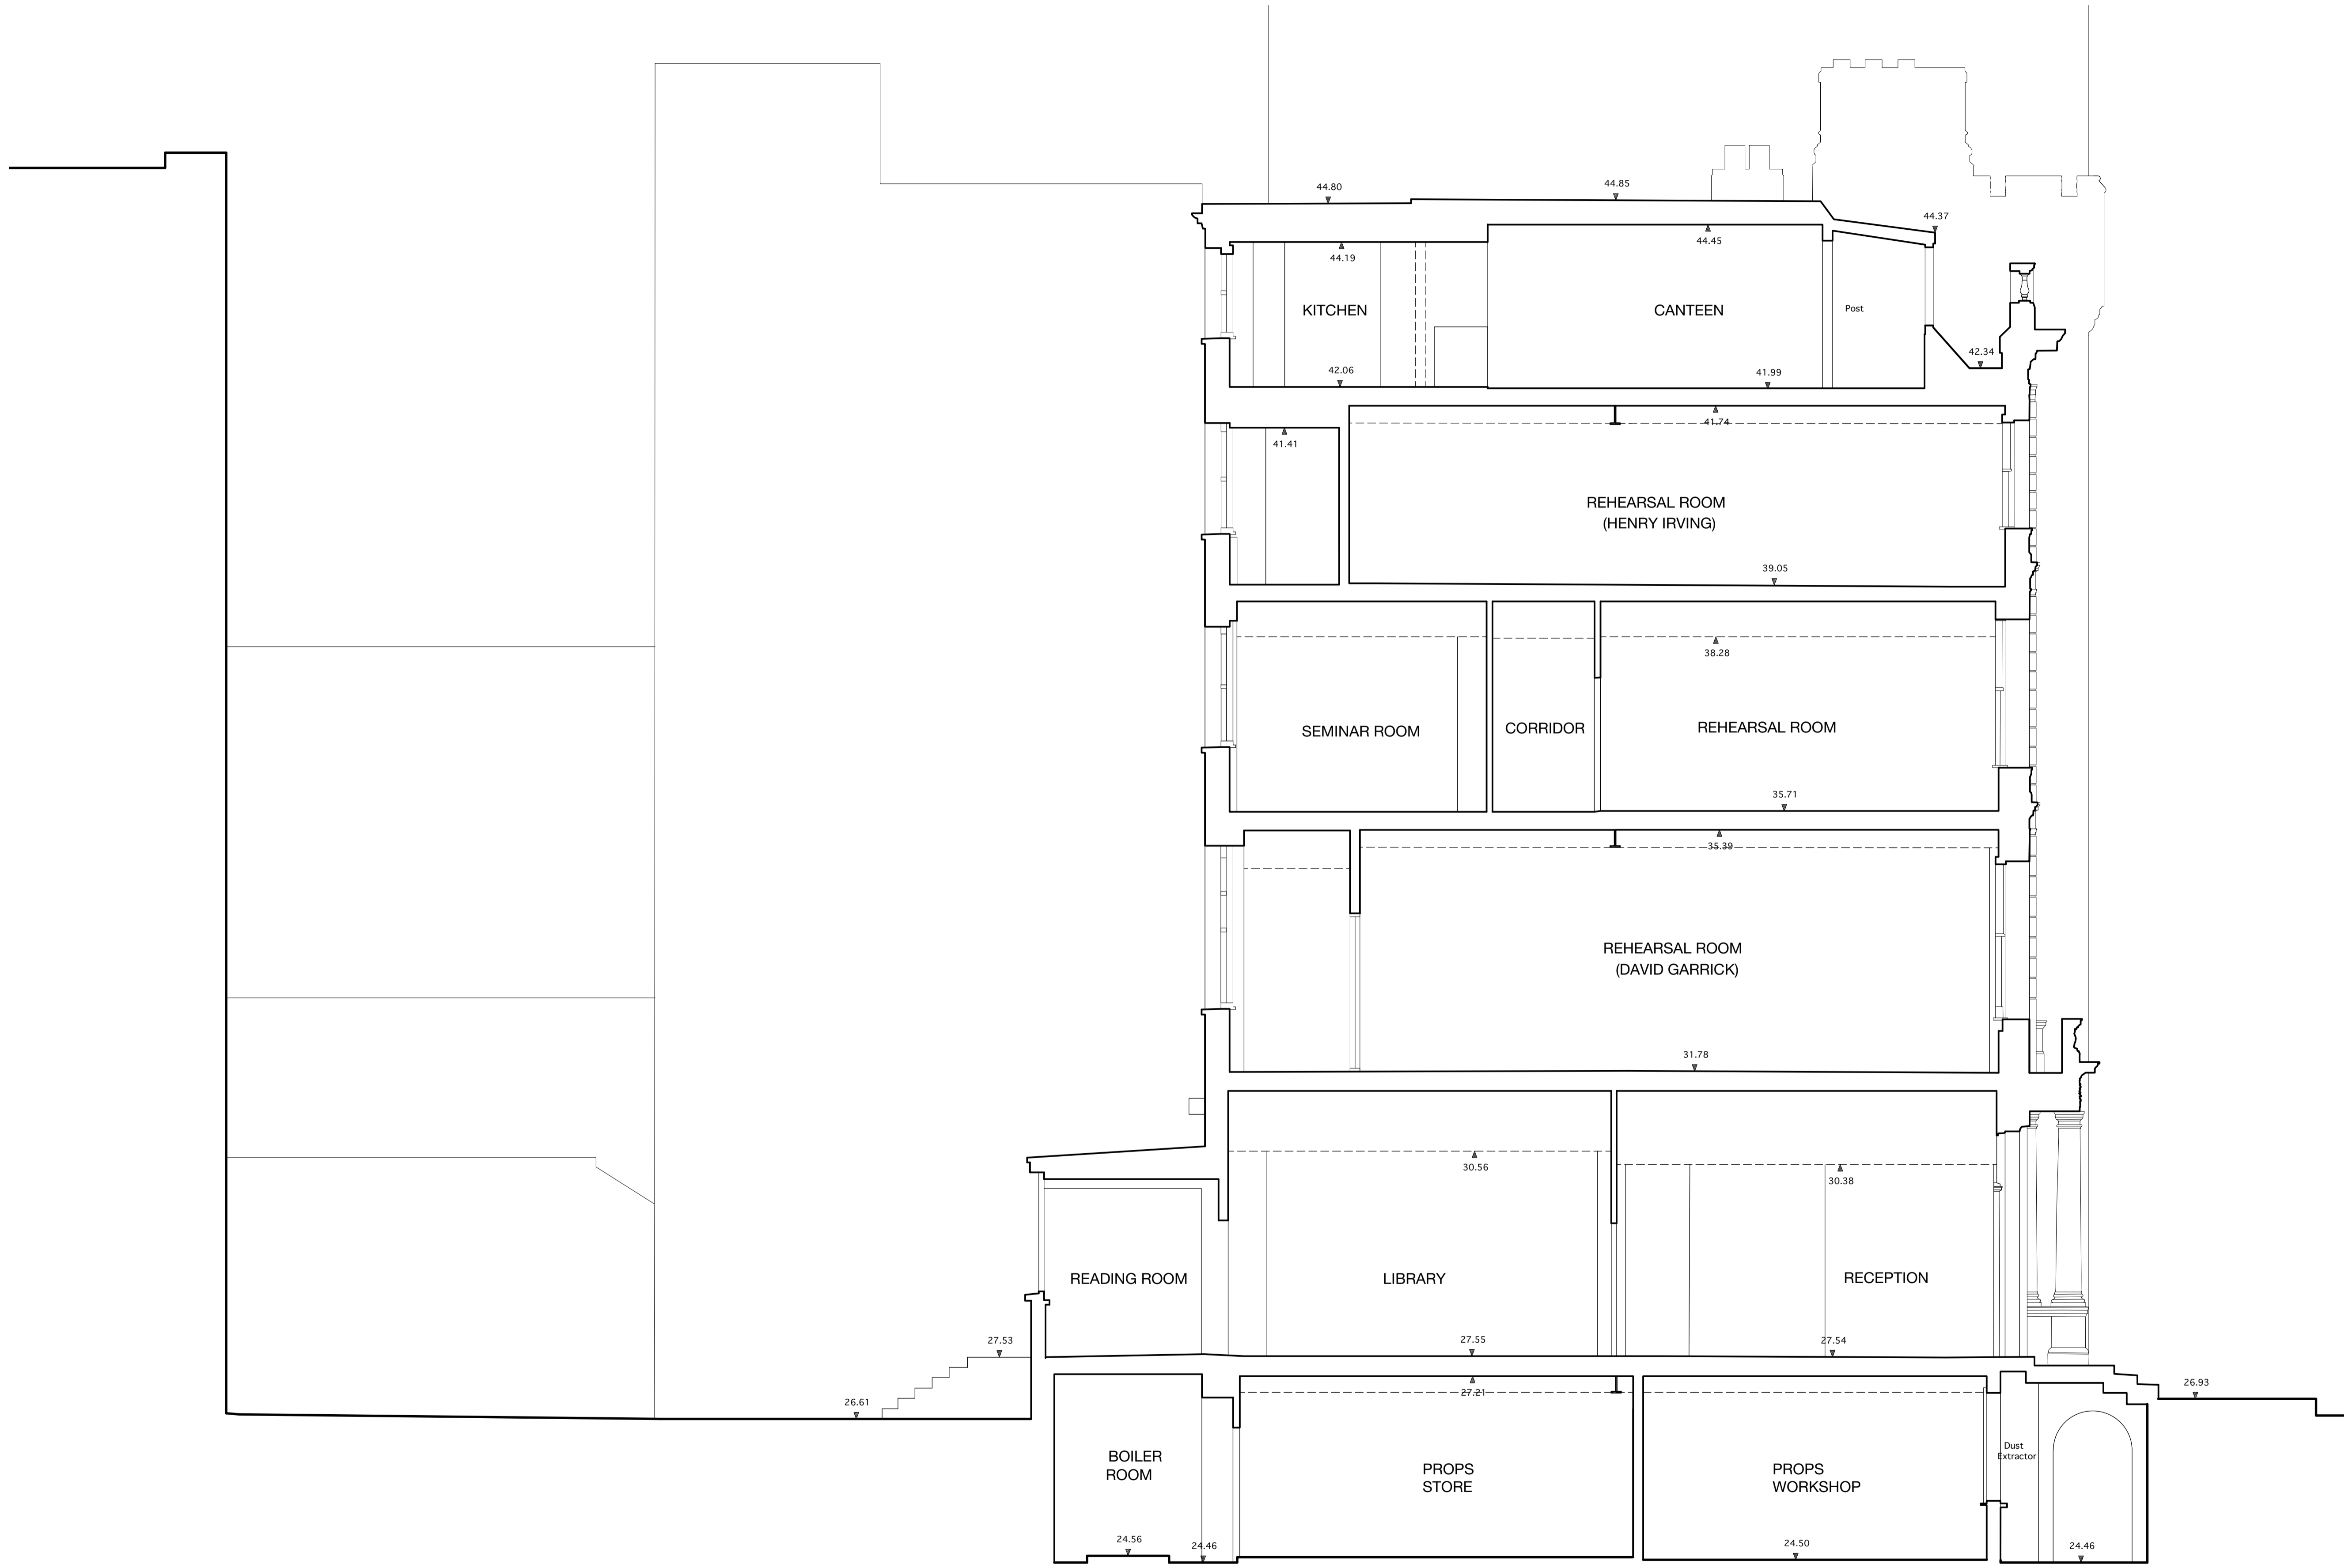 44.80
44.85
44.37
44.19
44.45
KITCHEN
CANTEEN
Post
42.34
42.06
41.99
41.41
41.74
REHEARSAL ROOM
(HENRY IRVING)
39.05
38.28
SEMINAR ROOM
CORRIDOR
REHEARSAL ROOM
35.71
35.39
REHEARSAL ROOM
(DAVID GARRICK)
31.78
30.56
30.38
READING ROOM
LIBRARY
RECEPTION
27.53
27.55
27.54
26.61
27.21
26.93
BOILER
ROOM
PROPS
STORE
PROPS
WORKSHOP
Dust
Extractor
24.56
24.46
24.50
24.46